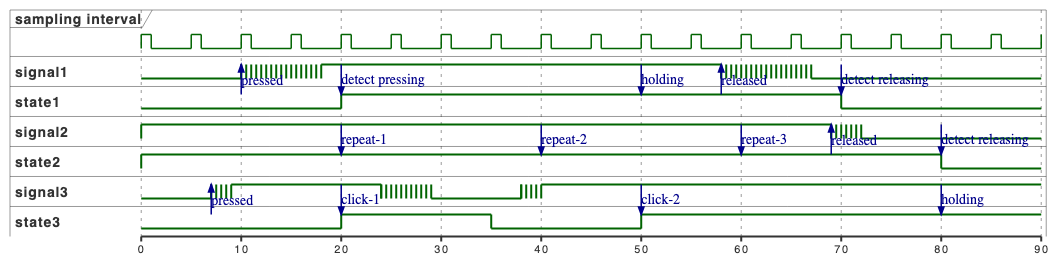 sampling interval
signal1
pressed
detect pressing
holding
released
detect releasing
state1
signal2
repeat-1
repeat-2
repeat-3
released
detect releasing
state2
signal3
pressed
click-1
click-2
holding
state3
0 10 20 30 40 50 60 70 80 90